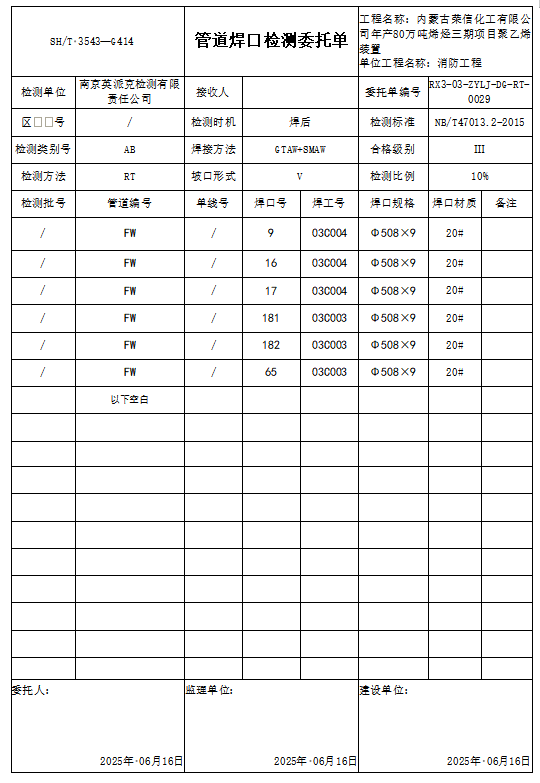 SH/T·3543—G414
管道焊口检测委托单
工程名称：内蒙古荣信化工有限公
司年产80万吨烯烃三期项目聚乙烯
装置
单位工程名称：消防工程
检测单位 南京英派克检测有限责任公司 接收人 委托单编号 RX3-03-ZYLJ-DG-RT-0029
区□□号 / 检测时机 焊后 检测标准 NB/T47013.2-2015
检测类别号 AB 焊接方法 GTAW+SMAW 合格级别 III
检测方法 RT 坡口形式 V 检测比例 10%
检测批号 管道编号 单线号 焊口号 焊工号 焊口规格 焊口材质 备注
/ FW / 9 03C004 Φ508×9 20#
/ FW / 16 03C004 Φ508×9 20#
/ FW / 17 03C004 Φ508×9 20#
/ FW / 181 03C003 Φ508×9 20#
/ FW / 182 03C003 Φ508×9 20#
/ FW / 65 03C003 Φ508×9 20#
以下空白
委托人： 监理单位： 建设单位：
2025年·06月16日 2025年·06月16日 2025年·06月16日